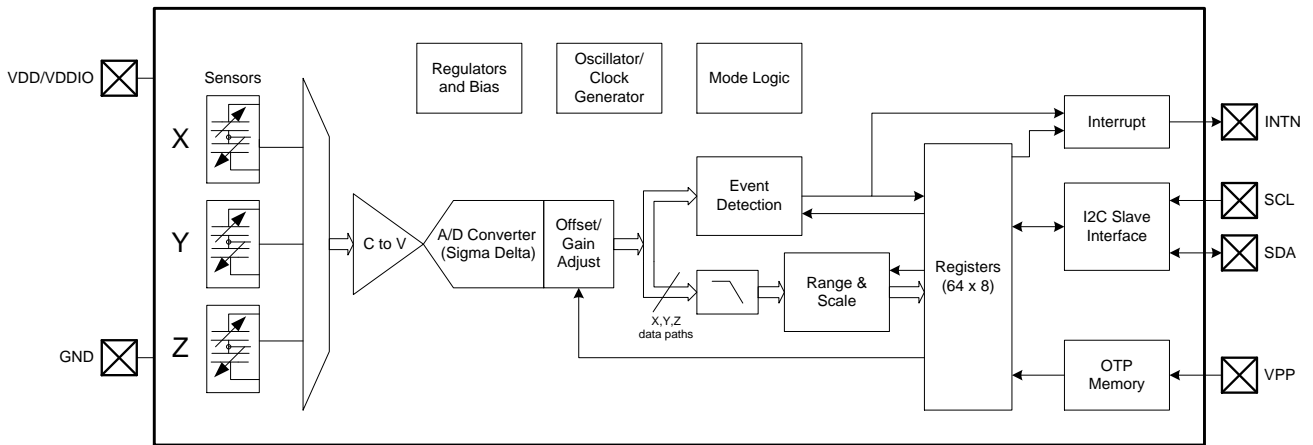 VDD/VDDIO
GND
Sensors
X
Y
Z
C to V
A/D Converter
(Sigma Delta)
Offset/
Gain
Adjust
Regulators
and Bias
Oscillator/
Clock
Generator
Mode Logic
Event
Detection
X,Y,Z
data paths
Range &
Scale
Registers
(64 x 8)
Interrupt
I2C Slave
Interface
OTP
Memory
INTN
SCL
SDA
VPP